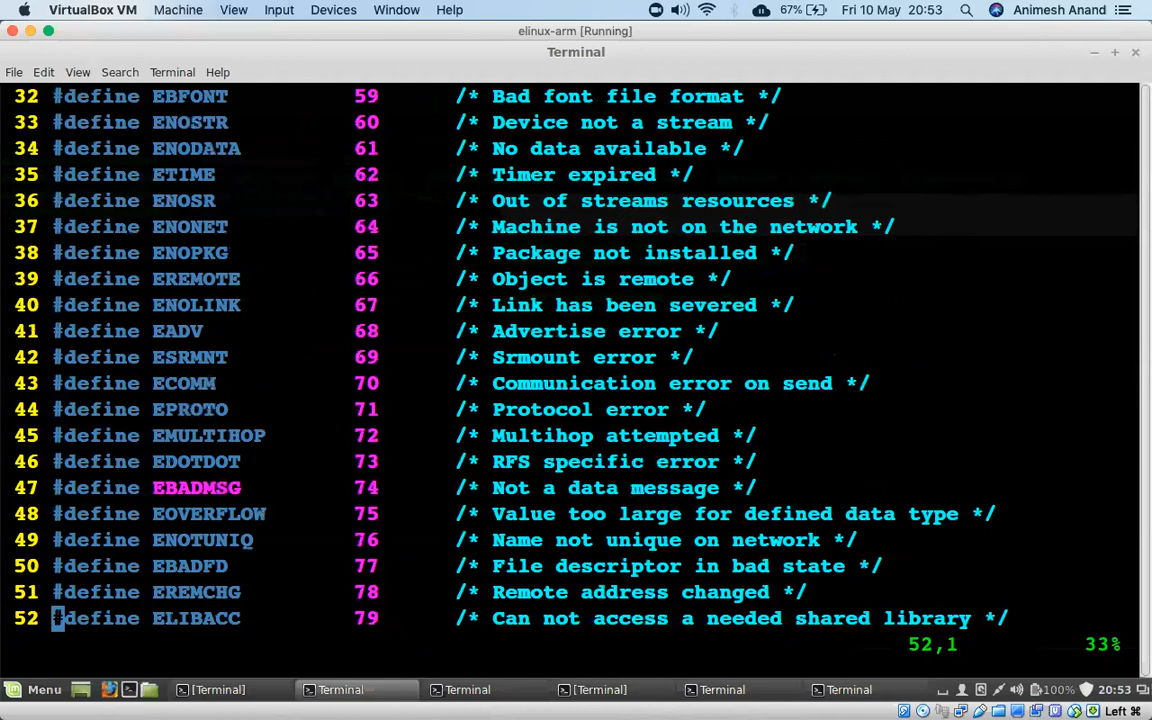 VirtualBox VM Machine View Input Devices Window Help 67% Fri 10 May 20:53 Animesh Anand
elinux-arm [Running]
Terminal
File Edit View Search Terminal Help
32 #define EBFONT 59 /* Bad font file format */
33 #define ENOSTR 60 /* Device not a stream */
34 #define ENODATA 61 /* No data available */
35 #define ETIME 62 /* Timer expired */
36 #define ENOSR 63 /* Out of streams resources */
37 #define ENONET 64 /* Machine is not on the network */
38 #define ENOPKG 65 /* Package not installed */
39 #define EREMOTE 66 /* Object is remote */
40 #define ENOLINK 67 /* Link has been severed */
41 #define EADV 68 /* Advertise error */
42 #define ESRMNT 69 /* Srmount error */
43 #define ECOMM 70 /* Communication error on send */
44 #define EPROTO 71 /* Protocol error */
45 #define EMULTIHOP 72 /* Multihop attempted */
46 #define EDOTDOT 73 /* RFS specific error */
47 #define EBADMSG 74 /* Not a data message */
48 #define EOVERFLOW 75 /* Value too large for defined data type */
49 #define ENOTUNIQ 76 /* Name not unique on network */
50 #define EBADFD 77 /* File descriptor in bad state */
51 #define EREMCHG 78 /* Remote address changed */
52 #define ELIBACC 79 /* Can not access a needed shared library */
52,1 33%
Menu [Terminal] Terminal Terminal [Terminal] Terminal Terminal 100% 20:53
Left ⌘